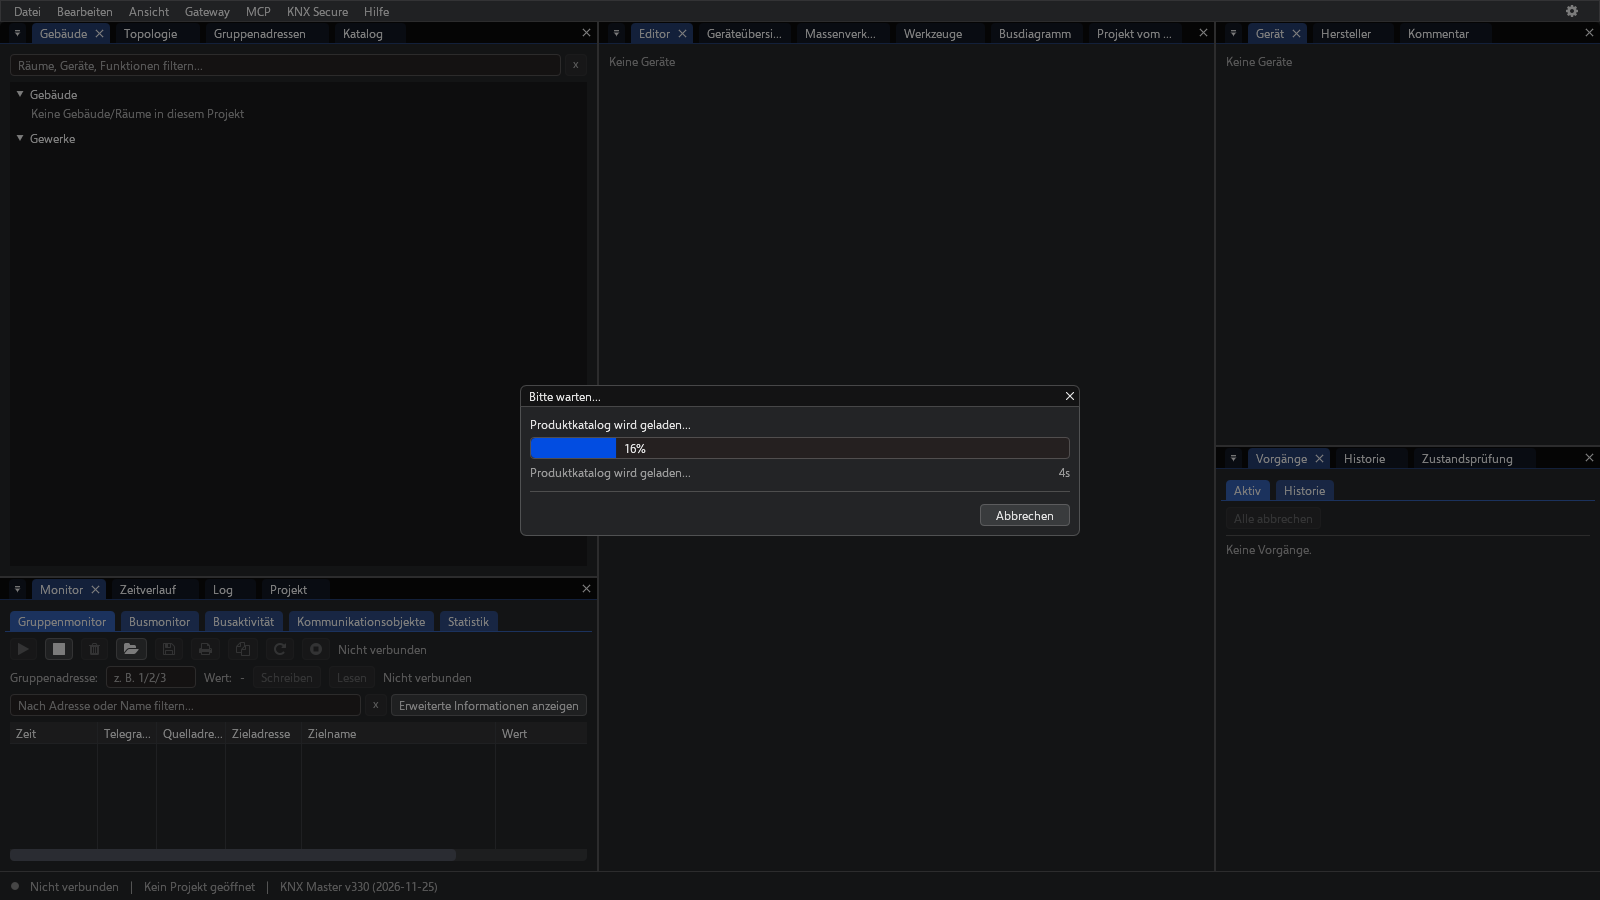 Datei Bearbeiten Ansicht Gateway MCP KNX Secure Hilfe
Gebäude Topologie Gruppenadressen Katalog
Räume, Geräte, Funktionen filtern... x
Gebäude
Keine Gebäude/Räume in diesem Projekt
Gewerke
Editor Geräteübersi... Massenverk... Werkzeuge Busdiagramm Projekt vom ...
Keine Geräte
Gerät Hersteller Kommentar
Keine Geräte
Bitte warten...
Produktkatalog wird geladen...
16%
Produktkatalog wird geladen... 4s
Abbrechen
Vorgänge Historie Zustandsprüfung
Aktiv Historie
Alle abbrechen
Keine Vorgänge.
Monitor Zeitverlauf Log Projekt
Gruppenmonitor Busmonitor Busaktivität Kommunikationsobjekte Statistik
Nicht verbunden
Gruppenadresse: z. B. 1/2/3 Wert: - Schreiben Lesen Nicht verbunden
Nach Adresse oder Name filtern... x Erweiterte Informationen anzeigen
Zeit Telegra... Quelladre... Zieladresse Zielname Wert
Nicht verbunden | Kein Projekt geöffnet | KNX Master v330 (2026-11-25)